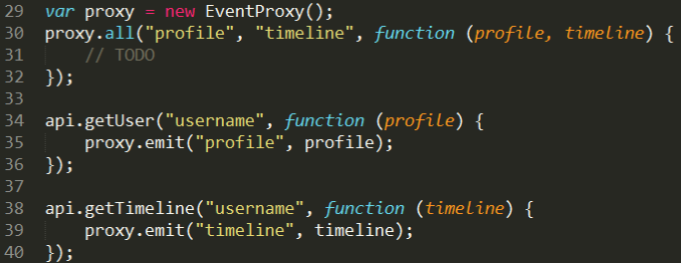 29 var proxy = new EventProxy();
30 proxy.all("profile", "timeline", function (profile, timeline) {
31     // TODO
32 });
33
34 api.getUser("username", function (profile) {
35     proxy.emit("profile", profile);
36 });
37
38 api.getTimeline("username", function (timeline) {
39     proxy.emit("timeline", timeline);
40 });